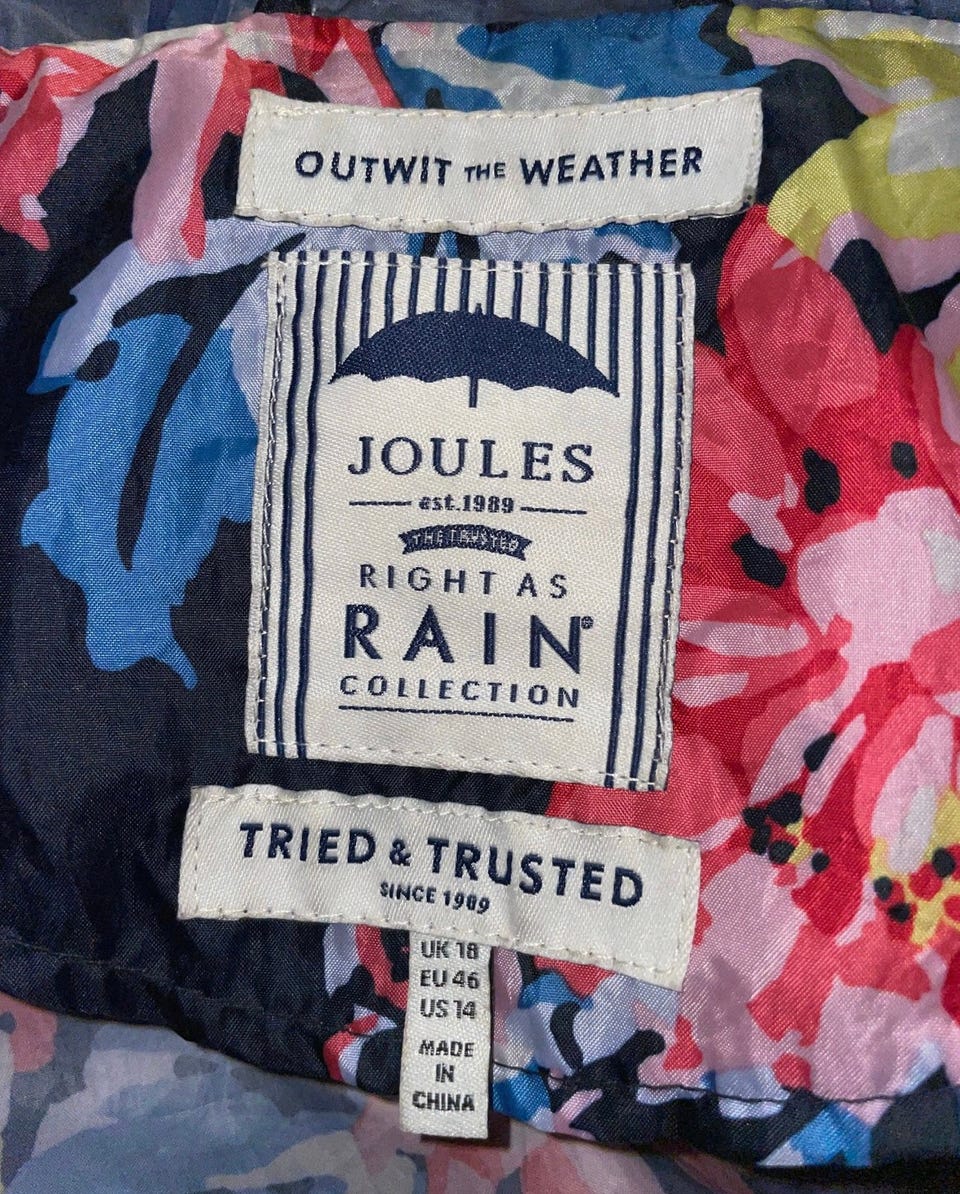 OUTWIT THE WEATHER
JOULES
est.1989
THE TRUSTED
RIGHT AS
RAIN®
COLLECTION
TRIED & TRUSTED
SINCE 1989
UK 18
EU 46
US 14
MADE
IN
CHINA